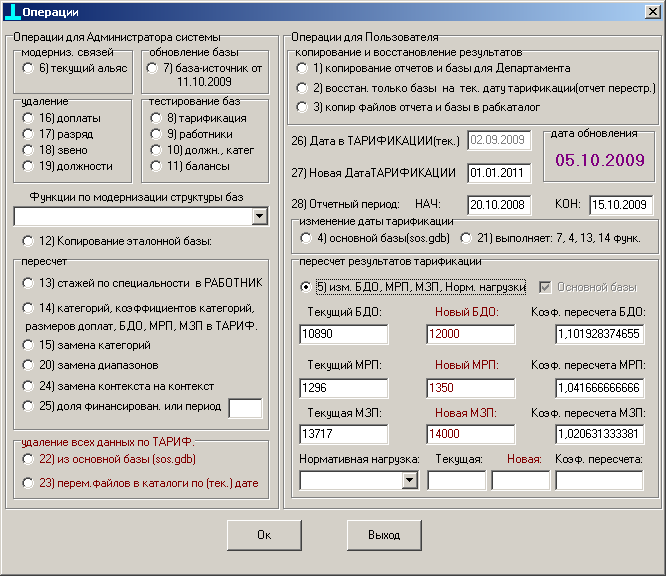 Операции
Операции для Администратора системы
модерниз. связей
6) текущий альяс
обновление базы
7) база-источник от
11.10.2009
удаление
16) доплаты
17) разряд
18) звено
19) должности
тестирование баз
8) тарификация
9) работники
10) должн., катег
11) балансы
Функции по модернизации структуры баз
12) Копирование эталонной базы:
пересчет
13) стажей по специальности в РАБОТНИК
14) категорий, коэффициентов категорий,
размеров доплат, БДО, МРП, МЗП в ТАРИФ.
15) замена категорий
20) замена диапазонов
24) замена контекста на контекст
25) доля финансирован. или период
удаление всех данных по ТАРИФ.
22) из основной базы (sos.gdb)
23) перем.файлов в каталоги по (тек.) дате
Операции для Пользователя
копирование и восстановление результатов
1) копирование отчетов и базы для Департамента
2) восстан. только базы на тек. дату тарификации(отчет перестр.)
3) копир файлов отчета и базы в рабкаталог
26) Дата в ТАРИФИКАЦИИ(тек.) 02.09.2009
27) Новая ДатаТАРИФИКАЦИИ 01.01.2011
дата обновления
05.10.2009
28) Отчетный период: НАЧ: 20.10.2008 КОН: 15.10.2009
изменение даты тарификации
4) основной базы(sos.gdb) 21) выполняет: 7, 4, 13, 14 функ.
пересчет результатов тарификации
5) изм. БДО, МРП, МЗП, Норм. нагрузки Основной базы
Текущий БДО: Новый БДО: Коэф. пересчета БДО:
10890 12000 1,101928374655
Текущий МРП: Новый МРП: Коэф. пересчета МРП:
1296 1350 1,041666666666
Текущая МЗП: Новая МЗП: Коэф. пересчета МЗП:
13717 14000 1,020631333381
Нормативная нагрузка: Текущая: Новая: Коэф. пересчета:
Ок Выход